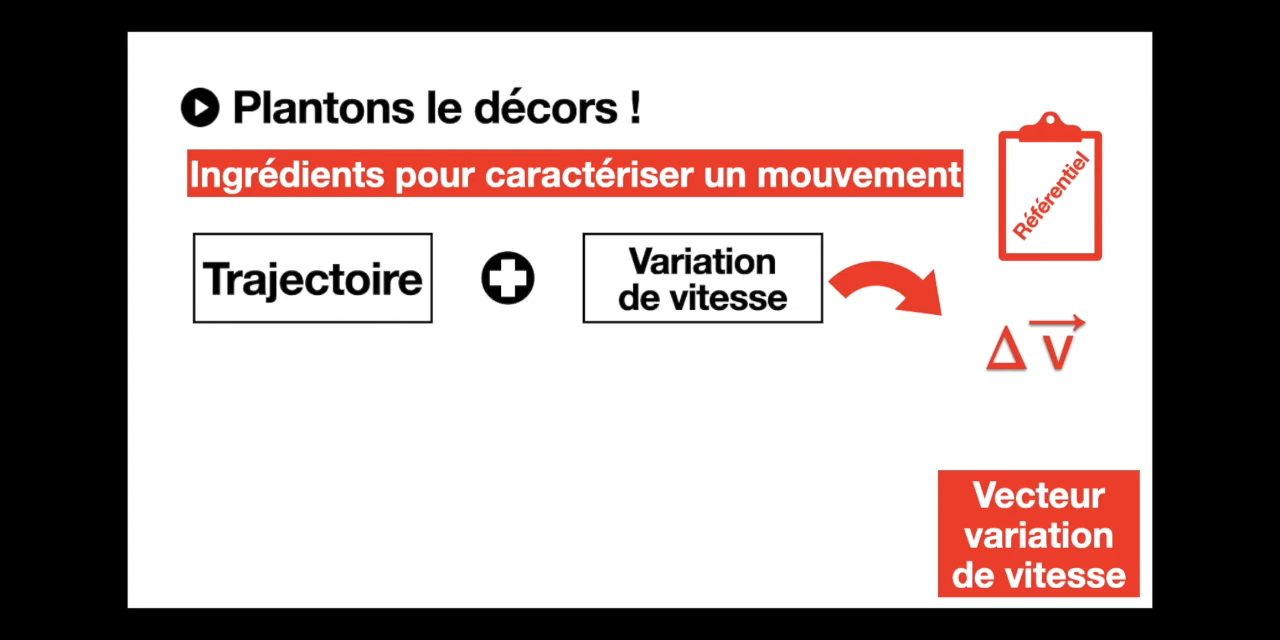 Plantons le décors !
Ingrédients pour caractériser un mouvement
Référentiel
Trajectoire
Variation
de vitesse
Δ v⃗
Vecteur
variation
de vitesse